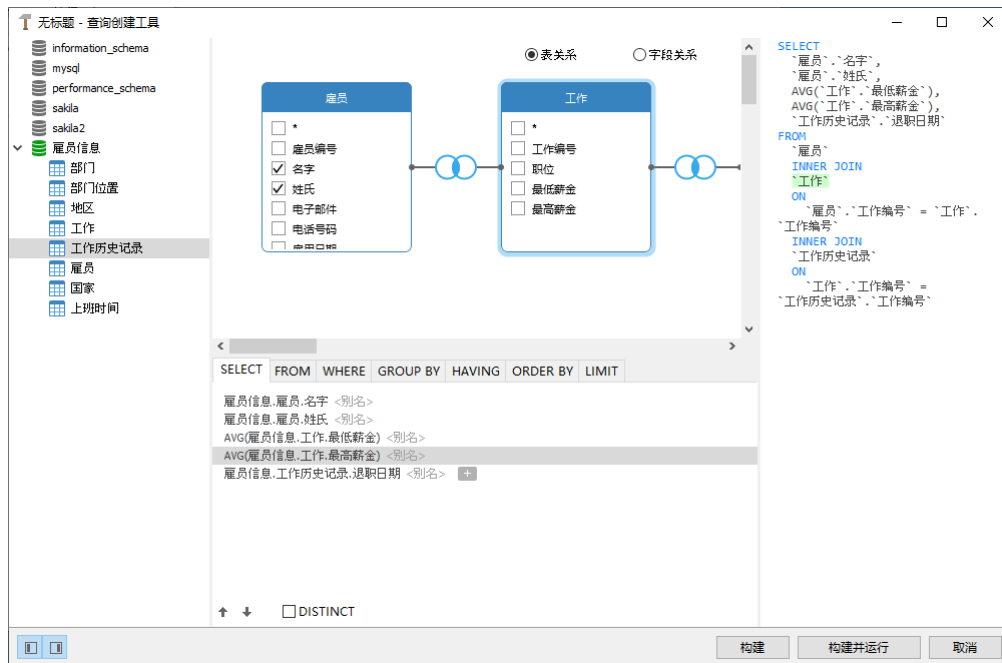 无标题 - 查询创建工具
information_schema
mysql
performance_schema
sakila
sakila2
雇员信息
部门
部门位置
地区
工作
工作历史记录
雇员
国家
上班时间
表关系
字段关系
雇员
*
雇员编号
名字
姓氏
电子邮件
电话号码
工作
*
工作编号
职位
最低薪金
最高薪金
SELECT FROM WHERE GROUP BY HAVING ORDER BY LIMIT
雇员信息.雇员.名字 <别名>
雇员信息.雇员.姓氏 <别名>
AVG(雇员信息.工作.最低薪金) <别名>
AVG(雇员信息.工作.最高薪金) <别名>
雇员信息.工作历史记录.退职日期 <别名> +
DISTINCT
SELECT
`雇员`.`名字`,
`雇员`.`姓氏`,
AVG(`工作`.`最低薪金`),
AVG(`工作`.`最高薪金`),
`工作历史记录`.`退职日期`
FROM
`雇员`
INNER JOIN
`工作`
ON
`雇员`.`工作编号` = `工作`.
`工作编号`
INNER JOIN
`工作历史记录`
ON
`工作`.`工作编号` =
`工作历史记录`.`工作编号`
构建 构建并运行 取消